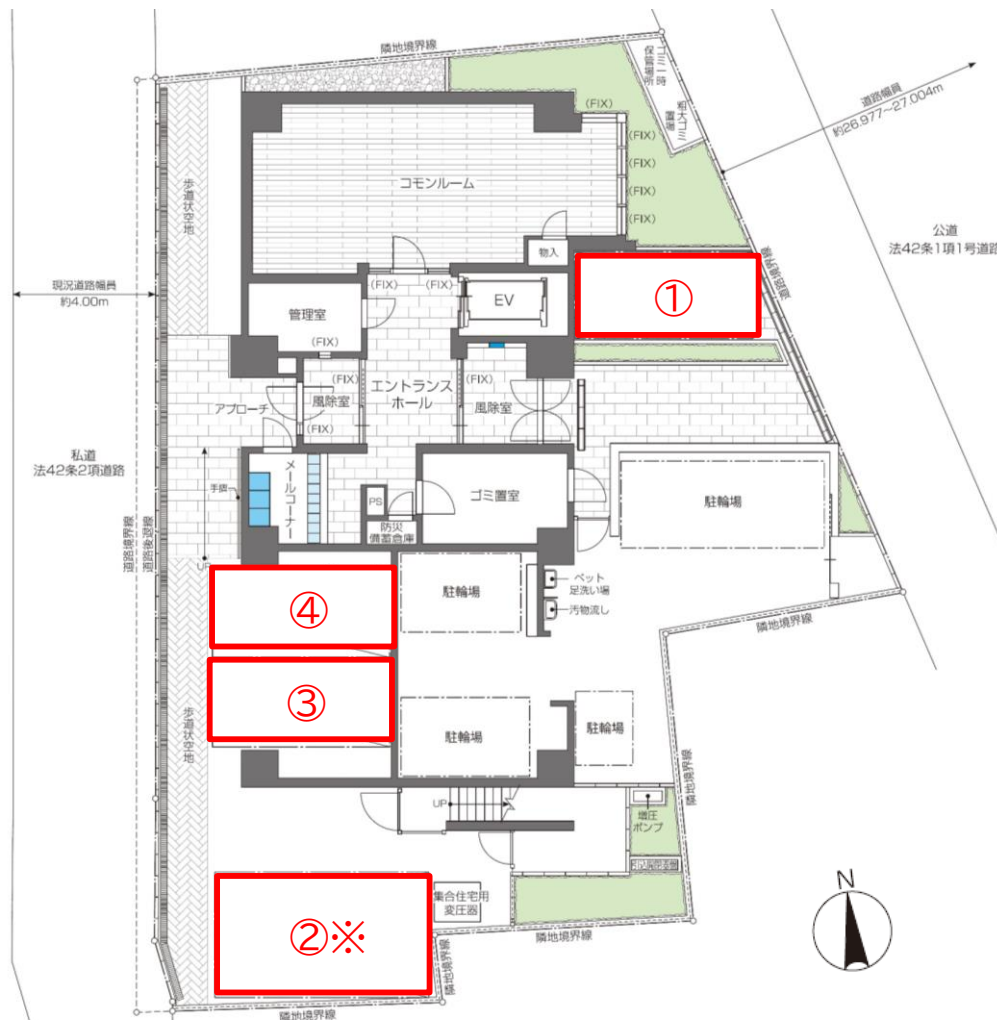 隣地境界線
ゴミ一時
保管場所
粗大ゴミ
置場
道路幅員
約26.977〜27.004m
(FIX)
(FIX)
(FIX)
(FIX)
(FIX)
コモンルーム
歩道状空地
物入
公道
法42条1項1号道路
道路境界線
現況道路幅員
約4.00m
(FIX)
(FIX)
EV
①
管理室
(FIX)
(FIX)
エントランス
ホール
(FIX)
風除室
風除室
(FIX)
アプローチ
私道
法42条2項道路
手摺
メールコーナー
PS
防災
備蓄倉庫
ゴミ置室
駐輪場
道路境界線
道路後退線
UP
④
駐輪場
ペット
足洗い場
汚物流し
隣地境界線
③
歩道状空地
駐輪場
駐輪場
隣地境界線
UP
増圧
ポンプ
②※
集合住宅用
変圧器
隣地境界線
隣地境界線
隣地境界線
N